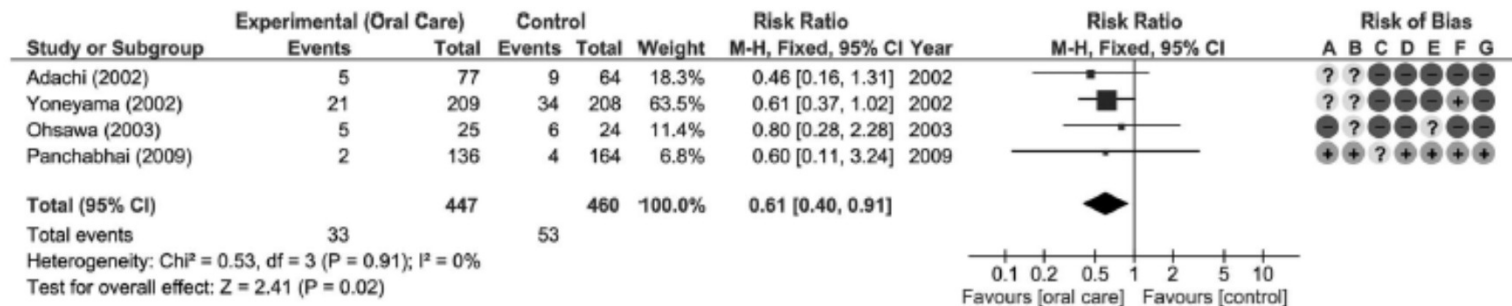 Experimental (Oral Care) Control Risk Ratio Risk Ratio Risk of Bias
Study or Subgroup Events Total Events Total Weight M-H, Fixed, 95% CI Year M-H, Fixed, 95% CI A B C D E F G
Adachi (2002) 5 77 9 64 18.3% 0.46 [0.16, 1.31] 2002 ? ? − − − − −
Yoneyama (2002) 21 209 34 208 63.5% 0.61 [0.37, 1.02] 2002 ? ? − − − + −
Ohsawa (2003) 5 25 6 24 11.4% 0.80 [0.28, 2.28] 2003 − ? − − ? − −
Panchabhai (2009) 2 136 4 164 6.8% 0.60 [0.11, 3.24] 2009 + + ? + + + +
Total (95% CI) 447 460 100.0% 0.61 [0.40, 0.91]
Total events 33 53
Heterogeneity: Chi² = 0.53, df = 3 (P = 0.91); I² = 0%
Test for overall effect: Z = 2.41 (P = 0.02)
0.1 0.2 0.5 1 2 5 10
Favours [oral care] Favours [control]